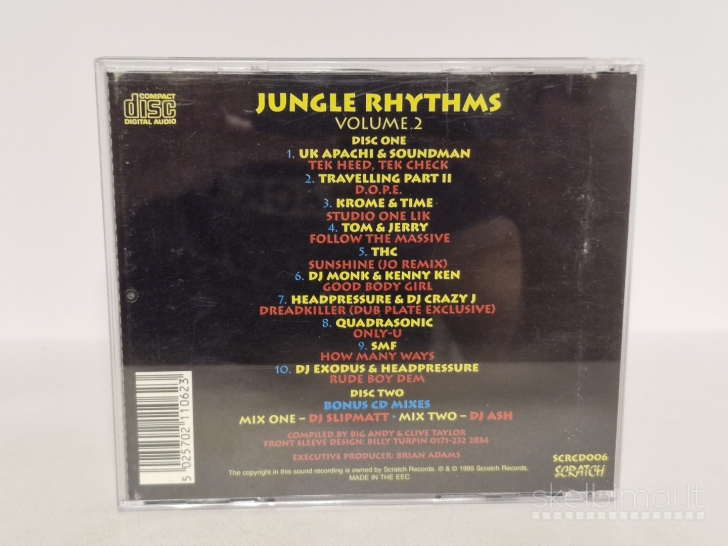 COMPACT
disc
DIGITAL AUDIO
JUNGLE RHYTHMS
VOLUME 2
DISC ONE
1. UK APACHI & SOUNDMAN
TEK HEED, TEK CHECK
2. TRAVELLING PART II
D.O.P.E.
3. KROME & TIME
STUDIO ONE LIK
4. TOM & JERRY
FOLLOW THE MASSIVE
5. THC
SUNSHINE (JO REMIX)
6. DJ MONK & KENNY KEN
GOOD BODY GIRL
7. HEADPRESSURE & DJ CRAZY J
DREADKILLER (DUB PLATE EXCLUSIVE)
8. QUADRASONIC
ONLY-U
9. SMF
HOW MANY WAYS
10. DJ EXODUS & HEADPRESSURE
RUDE BOY DEM
DISC TWO
BONUS CD MIXES
MIX ONE – DJ SLIPMATT · MIX TWO – DJ ASH
COMPILED BY BIG ANDY & CLIVE TAYLOR
FRONT SLEEVE DESIGN: BILLY TURPIN 0171-232 2834
EXECUTIVE PRODUCER: BRIAN ADAMS
The copyright in this sound recording is owned by Scratch Records. ℗ & © 1995 Scratch Records.
MADE IN THE EEC
5 025702 110623
SCRCD006
SCRATCH
skelbimai.lt